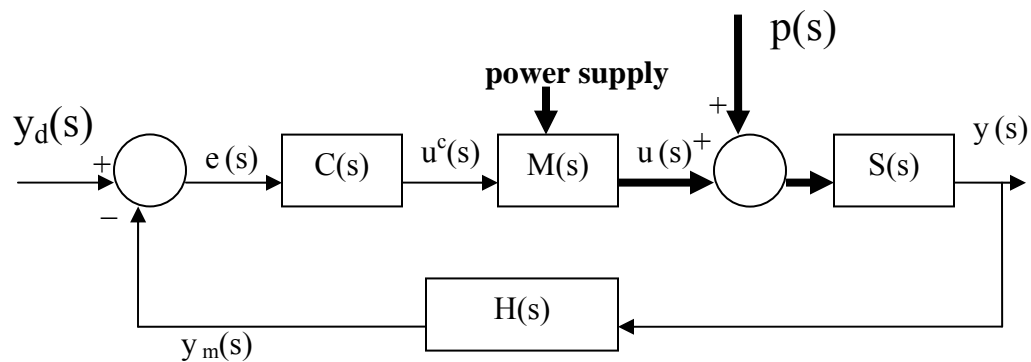 p(s)
power supply
y_d(s)
+
+
e(s)
C(s)
u^c(s)
M(s)
u(s)
+
S(s)
y(s)
−
H(s)
y_m(s)